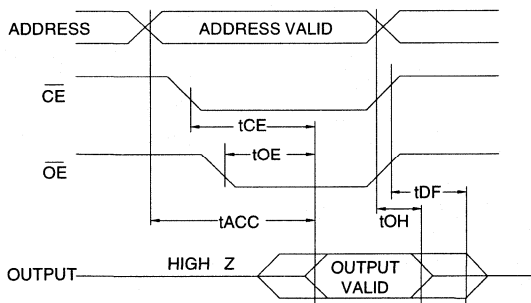 ADDRESS
ADDRESS VALID
CE
tCE
OE
tOE
tDF
tACC
tOH
OUTPUT
HIGH Z
OUTPUT
VALID